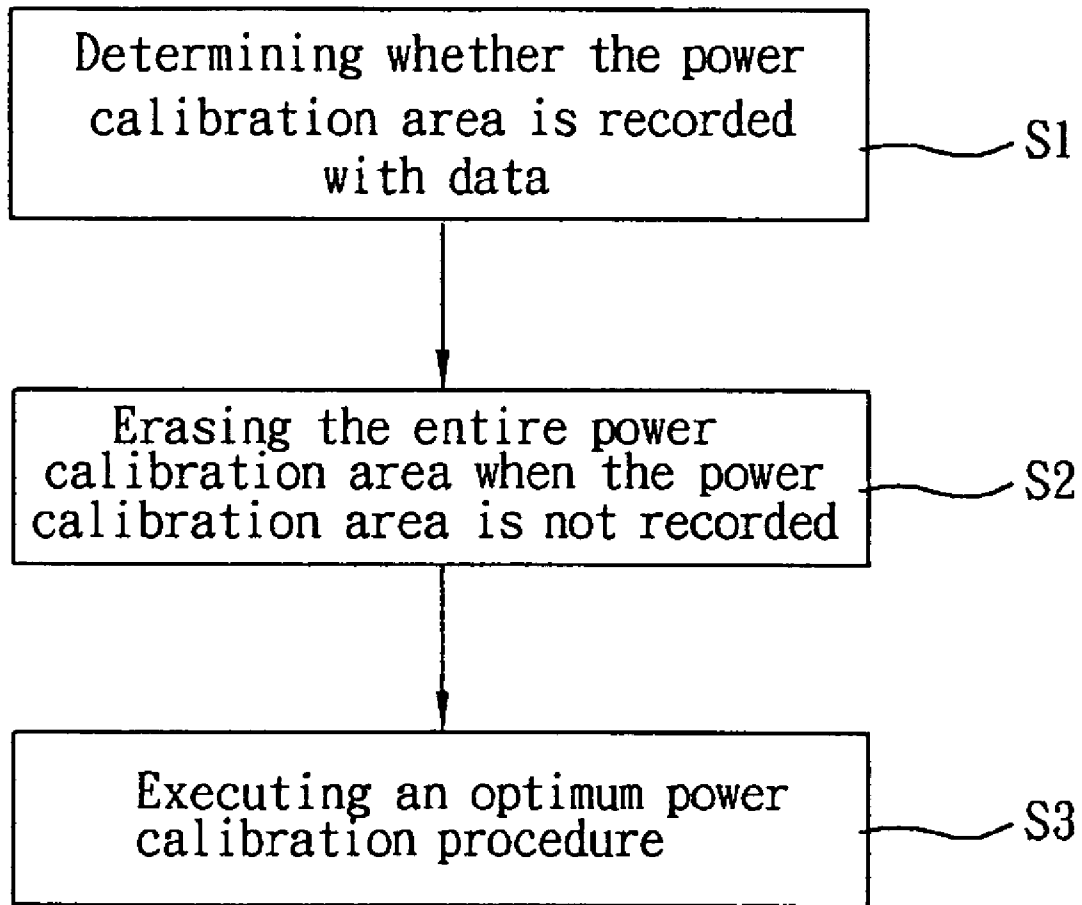 Determining whether the power
calibration area is recorded
with data
S1
Erasing the entire power
calibration area when the power
calibration area is not recorded
S2
Executing an optimum power
calibration procedure
S3